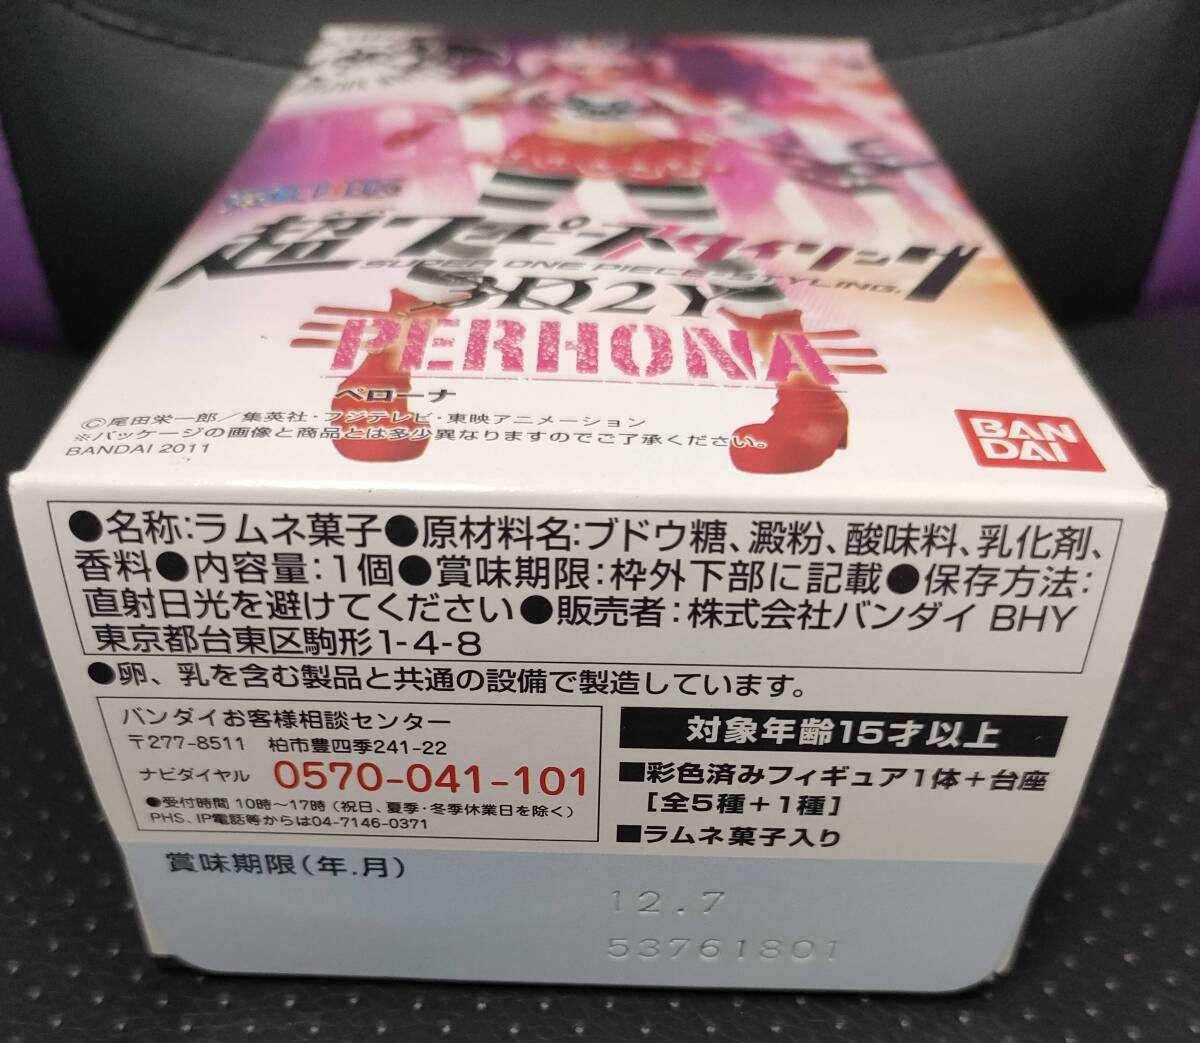 ONE PIECE
超ワンピーススタイリング
SUPER ONE PIECE STYLING.
3・D2Y
PERHONA
ペローナ
©尾田栄一郎／集英社・フジテレビ・東映アニメーション
※パッケージの画像と商品とは多少異なりますのでご了承ください。
BANDAI 2011
BAN
DAI
●名称:ラムネ菓子●原材料名:ブドウ糖、澱粉、酸味料、乳化剤、
香料●内容量:1個●賞味期限:枠外下部に記載●保存方法:
直射日光を避けてください●販売者:株式会社バンダイ BHY
東京都台東区駒形1-4-8
●卵、乳を含む製品と共通の設備で製造しています。
バンダイお客様相談センター
〒277-8511 柏市豊四季241-22
ナビダイヤル 0570-041-101
●受付時間 10時〜17時 (祝日、夏季・冬季休業日を除く)
PHS、IP電話等からは04-7146-0371
対象年齢15才以上
■彩色済みフィギュア1体＋台座
[全5種＋1種]
■ラムネ菓子入り
賞味期限(年.月)
12.7
53761801